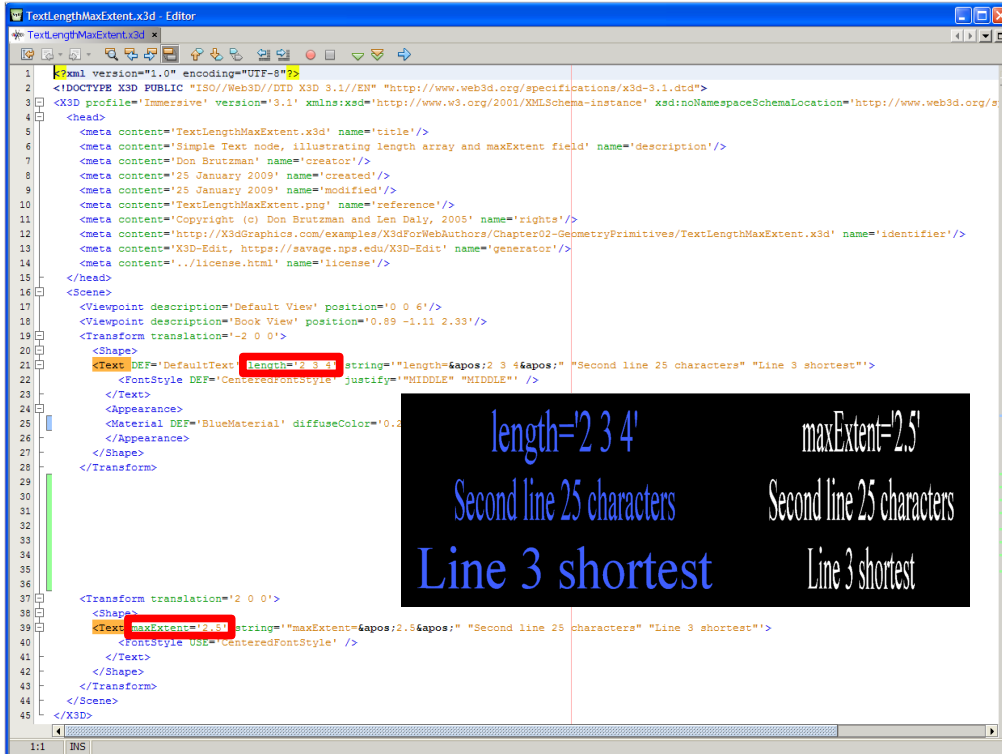 TextLengthMaxExtent.x3d - Editor
TextLengthMaxExtent.x3d
1 <?xml version="1.0" encoding="UTF-8"?>
2 <!DOCTYPE X3D PUBLIC "ISO//Web3D//DTD X3D 3.1//EN" "http://www.web3d.org/specifications/x3d-3.1.dtd">
3 <X3D profile='Immersive' version='3.1' xmlns:xsd='http://www.w3.org/2001/XMLSchema-instance' xsd:noNamespaceSchemaLocation='http://www.web3d.org/s
4 <head>
5 <meta content='TextLengthMaxExtent.x3d' name='title'/>
6 <meta content='Simple Text node, illustrating length array and maxExtent field' name='description'/>
7 <meta content='Don Brutzman' name='creator'/>
8 <meta content='25 January 2009' name='created'/>
9 <meta content='25 January 2009' name='modified'/>
10 <meta content='TextLengthMaxExtent.png' name='reference'/>
11 <meta content='Copyright (c) Don Brutzman and Len Daly, 2005' name='rights'/>
12 <meta content='http://X3dGraphics.com/examples/X3dForWebAuthors/Chapter02-GeometryPrimitives/TextLengthMaxExtent.x3d' name='identifier'/>
13 <meta content='X3D-Edit, https://savage.nps.edu/X3D-Edit' name='generator'/>
14 <meta content='../license.html' name='license'/>
15 </head>
16 <Scene>
17 <Viewpoint description='Default View' position='0 0 6'/>
18 <Viewpoint description='Book View' position='0.89 -1.11 2.33'/>
19 <Transform translation='-2 0 0'>
20 <Shape>
21 <Text DEF='DefaultText' length='2 3 4' string='"length=&apos;2 3 4&apos;" "Second line 25 characters" "Line 3 shortest"'>
22 <FontStyle DEF='CenteredFontStyle' justify='"MIDDLE" "MIDDLE"' />
23 </Text>
24 <Appearance>
25 <Material DEF='BlueMaterial' diffuseColor='0.2
26 </Appearance>
27 </Shape>
28 </Transform>
29
30
31
32
33
34
35
36
length='2 3 4'
Second line 25 characters
Line 3 shortest
maxExtent='2.5'
Second line 25 characters
Line 3 shortest
37 <Transform translation='2 0 0'>
38 <Shape>
39 <Text maxExtent='2.5' string='"maxExtent=&apos;2.5&apos;" "Second line 25 characters" "Line 3 shortest"'>
40 <FontStyle USE='CenteredFontStyle' />
41 </Text>
42 </Shape>
43 </Transform>
44 </Scene>
45 </X3D>
1:1 INS